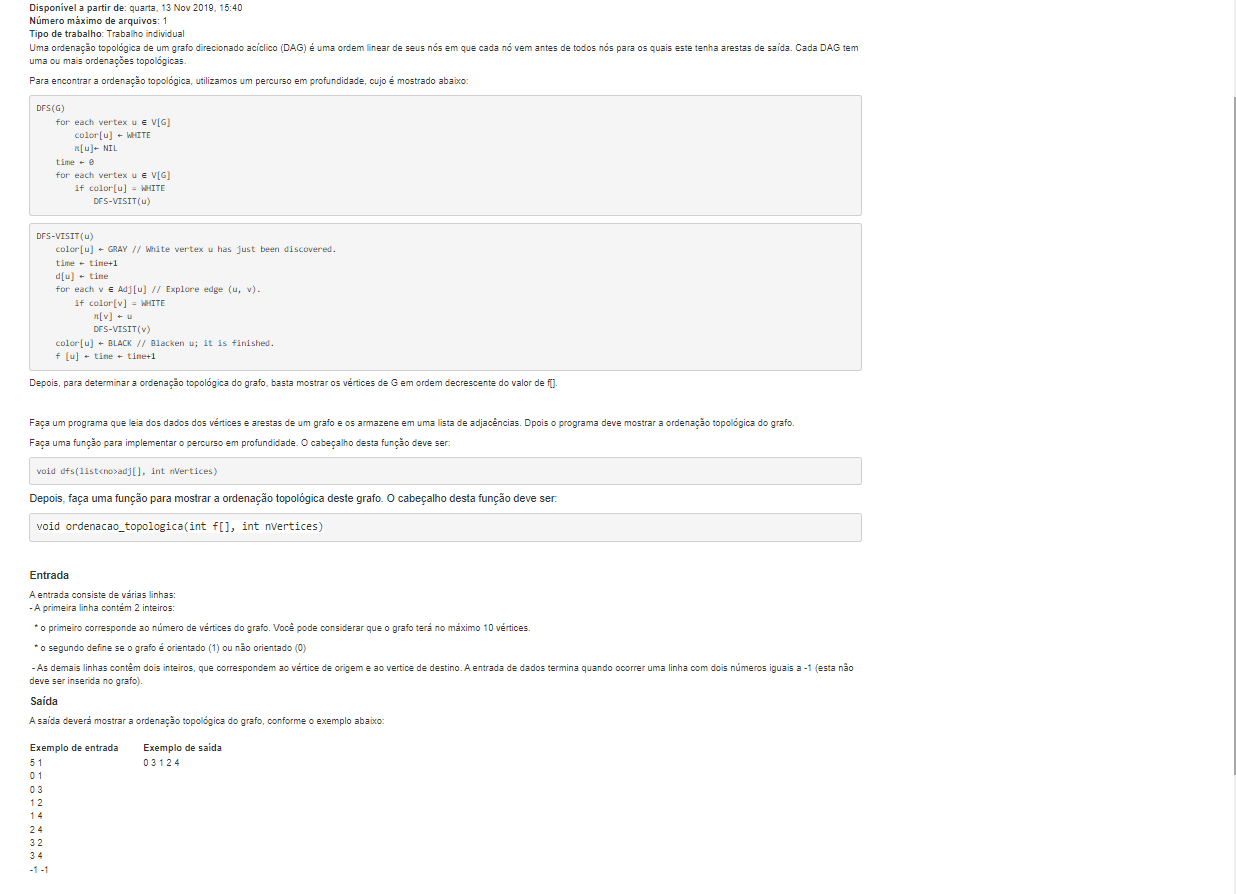 Disponível a partir de: quarta, 13 Nov 2019, 15:40
Número máximo de arquivos: 1
Tipo de trabalho: Trabalho individual
Uma ordenação topológica de um grafo direcionado acíclico (DAG) é uma ordem linear de seus nós em que cada nó vem antes de todos nós para os quais este tenha arestas de saída. Cada DAG tem
uma ou mais ordenações topológicas.
Para encontrar a ordenação topológica, utilizamos um percurso em profundidade, cujo é mostrado abaixo:
DFS(G)
    for each vertex u ∈ V[G]
        color[u] ← WHITE
        π[u]← NIL
    time ← 0
    for each vertex u ∈ V[G]
        if color[u] = WHITE
            DFS-VISIT(u)
DFS-VISIT(u)
    color[u] ← GRAY // White vertex u has just been discovered.
    time ← time+1
    d[u] ← time
    for each v ∈ Adj[u] // Explore edge (u, v).
        if color[v] = WHITE
            π[v] ← u
            DFS-VISIT(v)
    color[u] ← BLACK // Blacken u; it is finished.
    f [u] ← time ← time+1
Depois, para determinar a ordenação topológica do grafo, basta mostrar os vértices de G em ordem decrescente do valor de f[].
Faça um programa que leia dos dados dos vértices e arestas de um grafo e os armazene em uma lista de adjacências. Dpois o programa deve mostrar a ordenação topológica do grafo.
Faça uma função para implementar o percurso em profundidade. O cabeçalho desta função deve ser:
void dfs(list<no>adj[], int nVertices)
Depois, faça uma função para mostrar a ordenação topológica deste grafo. O cabeçalho desta função deve ser:
void ordenacao_topologica(int f[], int nVertices)
Entrada
A entrada consiste de várias linhas:
- A primeira linha contém 2 inteiros:
* o primeiro corresponde ao número de vértices do grafo. Você pode considerar que o grafo terá no máximo 10 vértices.
* o segundo define se o grafo é orientado (1) ou não orientado (0)
- As demais linhas contêm dois inteiros, que correspondem ao vértice de origem e ao vertice de destino. A entrada de dados termina quando ocorrer uma linha com dois números iguais a -1 (esta não
deve ser inserida no grafo).
Saída
A saída deverá mostrar a ordenação topológica do grafo, conforme o exemplo abaixo:
Exemplo de entrada Exemplo de saída
5 1 0 3 1 2 4
0 1
0 3
1 2
1 4
2 4
3 2
3 4
-1 -1